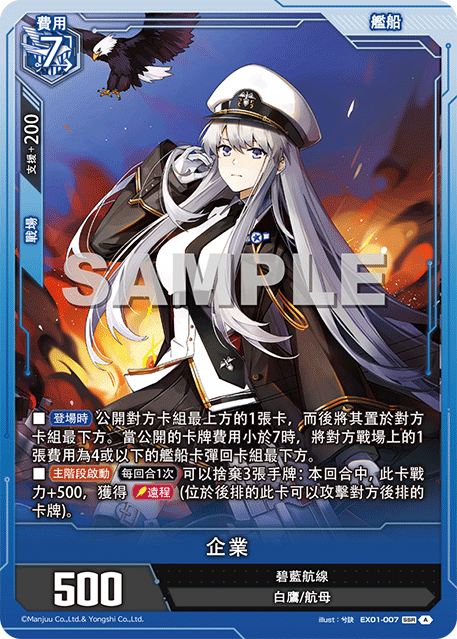 費用
7
艦船
支援+200
戰場
SAMPLE
■ 登場時 公開對方卡組最上方的1張卡，而後將其置於對方
卡組最下方。當公開的卡牌費用小於7時，將對方戰場上的1
張費用為4或以下的艦船卡彈回卡組最下方。
■ 主階段啟動 每回合1次 可以捨棄3張手牌：本回合中，此卡戰
力+500，獲得 遠程 (位於後排的此卡可以攻擊對方後排的
卡牌)。
企業
500
碧藍航線
白鷹/航母
©Manjuu Co.,Ltd.& Yongshi Co.,Ltd.
illust：兮訣 EX01-007 SSR A